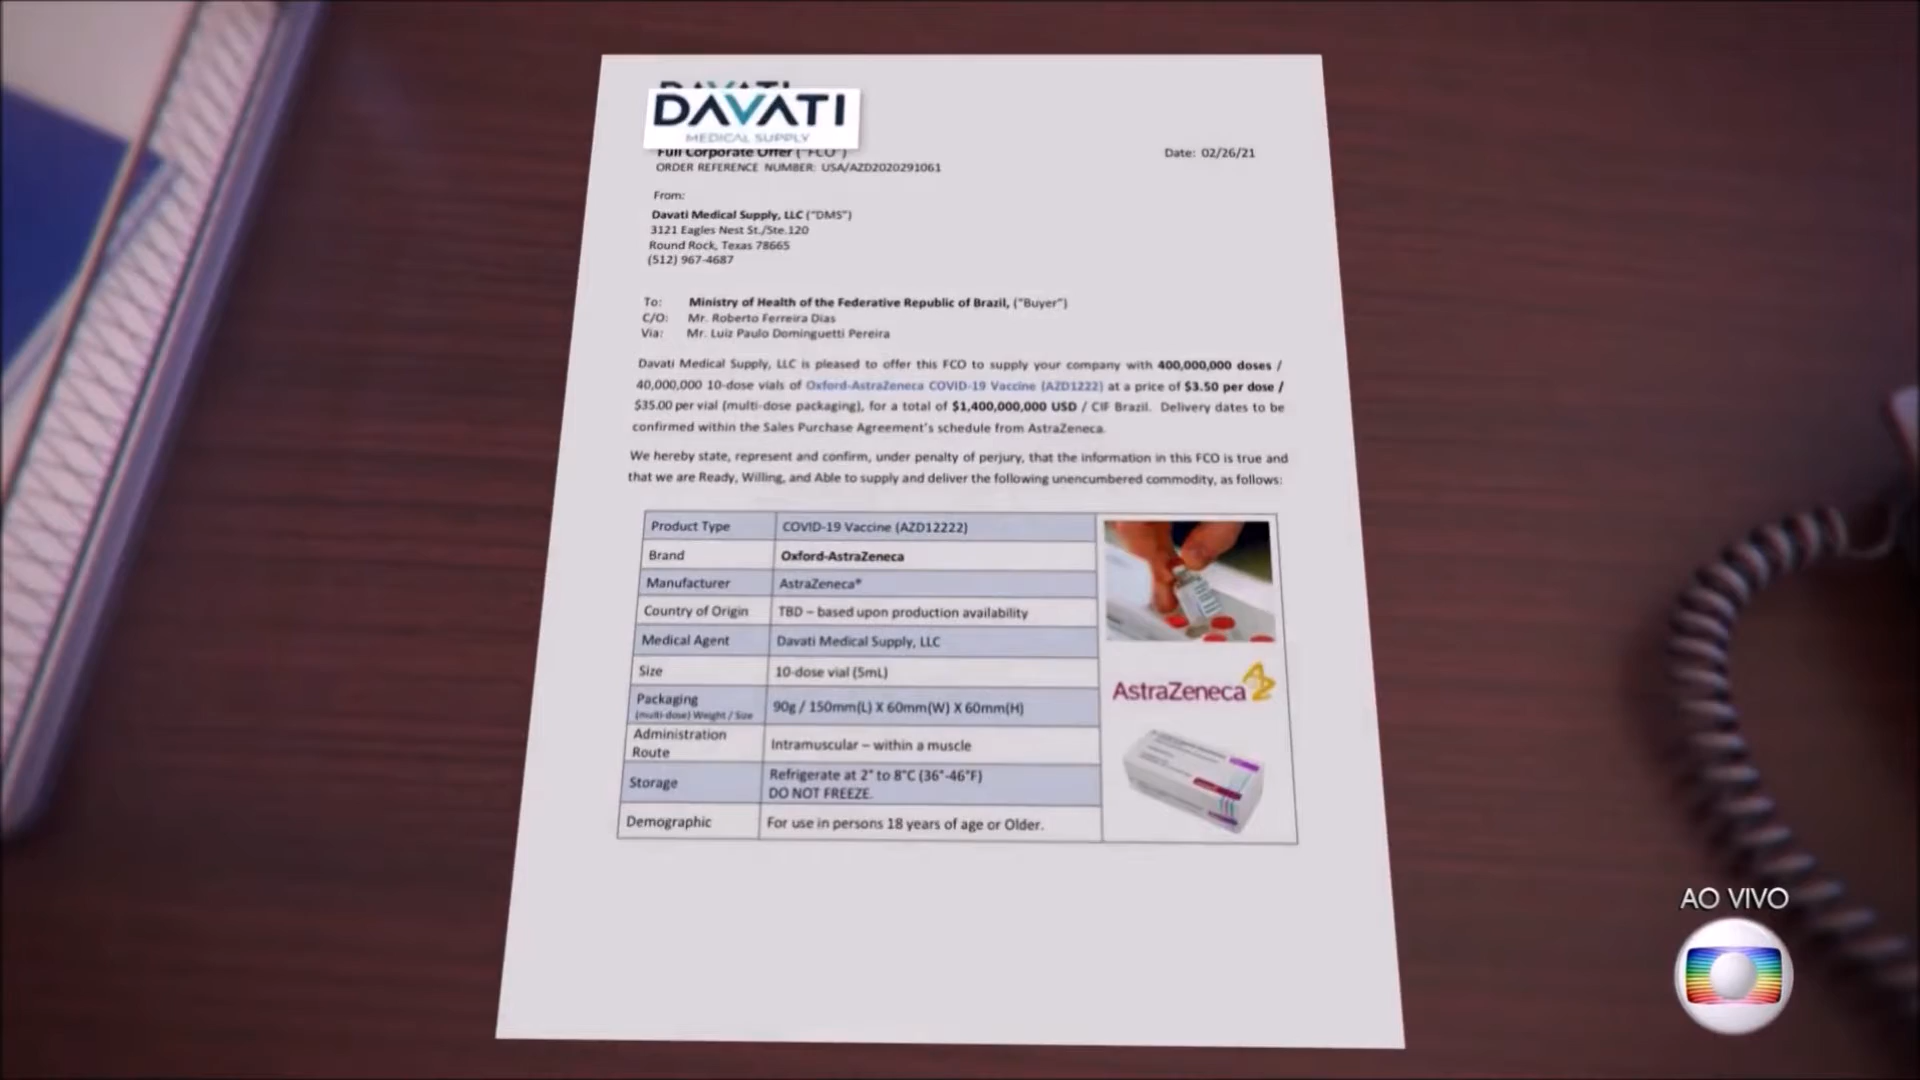 DAVATI
MEDICAL SUPPLY
Full Corporate Offer ("FCO")
Date: 02/26/21
ORDER REFERENCE NUMBER: USA/AZD2020291061
From:
Davati Medical Supply, LLC ("DMS")
3121 Eagles Nest St./Ste.120
Round Rock, Texas 78665
(512) 967-4687
To: Ministry of Health of the Federative Republic of Brazil, ("Buyer")
C/O: Mr. Roberto Ferreira Dias
Via: Mr. Luiz Paulo Dominguetti Pereira
Davati Medical Supply, LLC is pleased to offer this FCO to supply your company with 400,000,000 doses /
40,000,000 10-dose vials of Oxford-AstraZeneca COVID-19 Vaccine (AZD1222) at a price of $3.50 per dose /
$35.00 per vial (multi-dose packaging), for a total of $1,400,000,000 USD / CIF Brazil. Delivery dates to be
confirmed within the Sales Purchase Agreement's schedule from AstraZeneca.
We hereby state, represent and confirm, under penalty of perjury, that the information in this FCO is true and
that we are Ready, Willing, and Able to supply and deliver the following unencumbered commodity, as follows:
Product Type COVID-19 Vaccine (AZD12222)
Brand Oxford-AstraZeneca
Manufacturer AstraZeneca*
Country of Origin TBD – based upon production availability
Medical Agent Davati Medical Supply, LLC
Size 10-dose vial (5mL)
Packaging
(multi-dose) Weight / Size 90g / 150mm(L) X 60mm(W) X 60mm(H)
Administration
Route Intramuscular – within a muscle
Storage Refrigerate at 2° to 8°C (36°-46°F)
DO NOT FREEZE.
Demographic For use in persons 18 years of age or Older.
AstraZeneca
AO VIVO